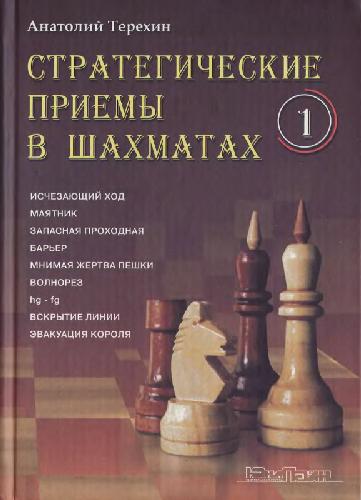 Анатолий Терехин
СТРАТЕГИЧЕСКИЕ
ПРИЕМЫ
В ШАХМАТАХ
1
ИСЧЕЗАЮЩИЙ ХОД
МАЯТНИК
ЗАПАСНАЯ ПРОХОДНАЯ
БАРЬЕР
МНИМАЯ ЖЕРТВА ПЕШКИ
ВОЛНОРЕЗ
hg - fg
ВСКРЫТИЕ ЛИНИИ
ЭВАКУАЦИЯ КОРОЛЯ